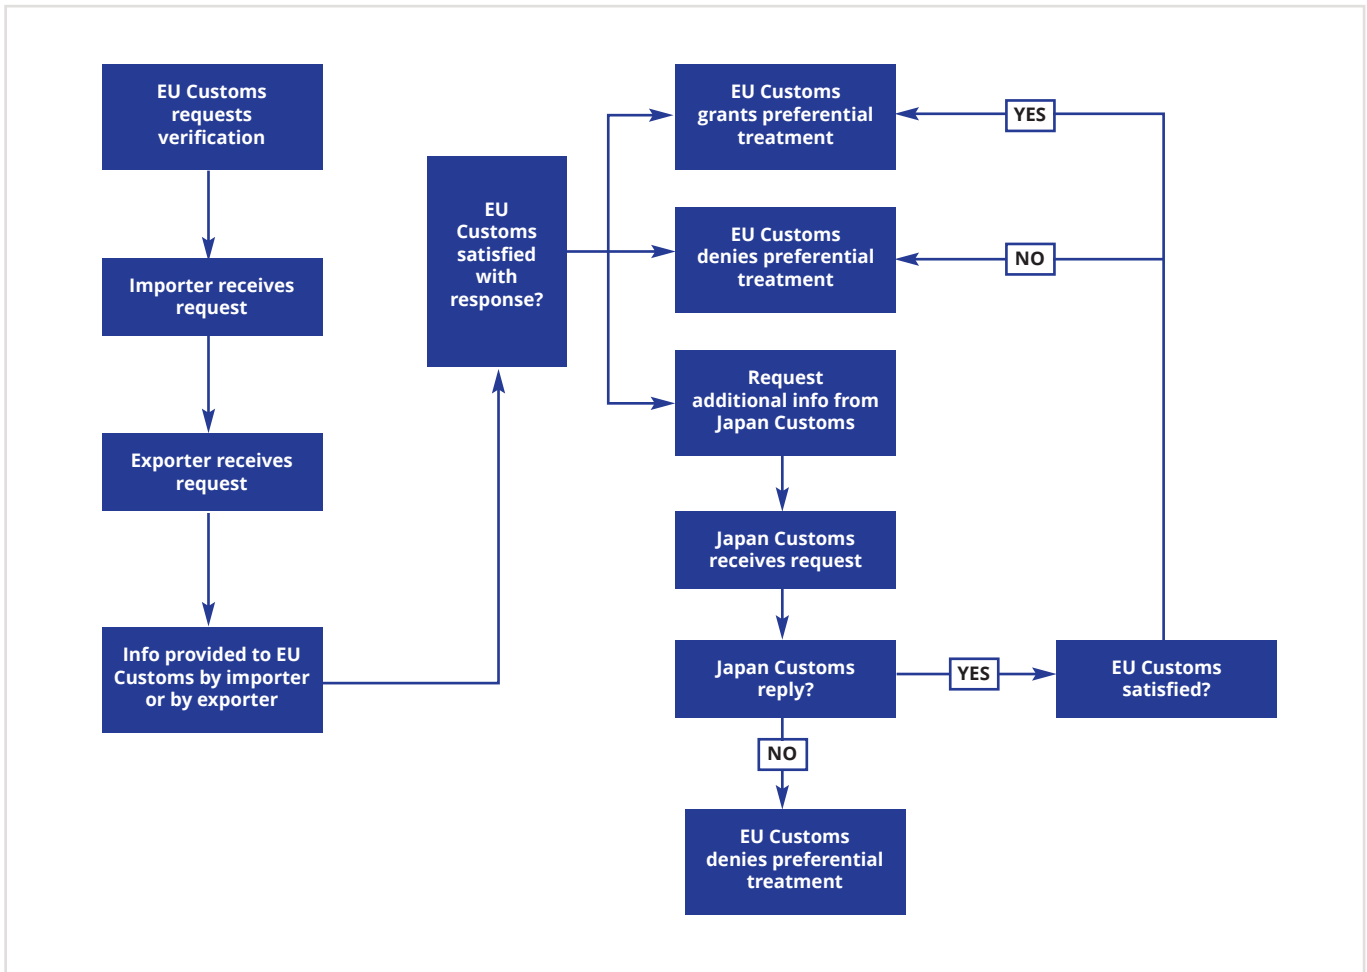 EU Customs
requests
verification
Importer receives
request
Exporter receives
request
Info provided to EU
Customs by importer
or by exporter
EU
Customs
satisfied
with
response?
EU Customs
grants preferential
treatment
YES
EU Customs
denies preferential
treatment
NO
Request
additional info from
Japan Customs
Japan Customs
receives request
Japan Customs
reply?
YES
EU Customs
satisfied?
NO
EU Customs
denies preferential
treatment